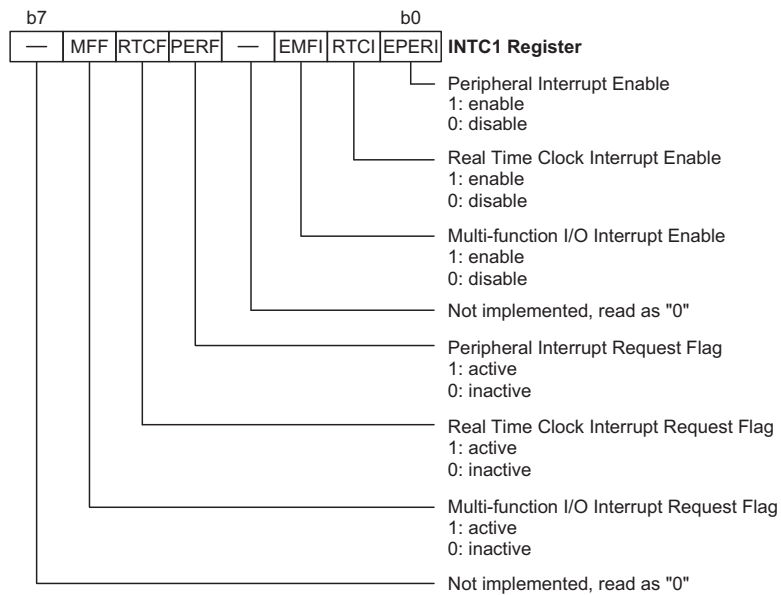 b7 b0
— MFF RTCF PERF — EMFI RTCI EPERI INTC1 Register
Peripheral Interrupt Enable
1: enable
0: disable
Real Time Clock Interrupt Enable
1: enable
0: disable
Multi-function I/O Interrupt Enable
1: enable
0: disable
Not implemented, read as "0"
Peripheral Interrupt Request Flag
1: active
0: inactive
Real Time Clock Interrupt Request Flag
1: active
0: inactive
Multi-function I/O Interrupt Request Flag
1: active
0: inactive
Not implemented, read as "0"